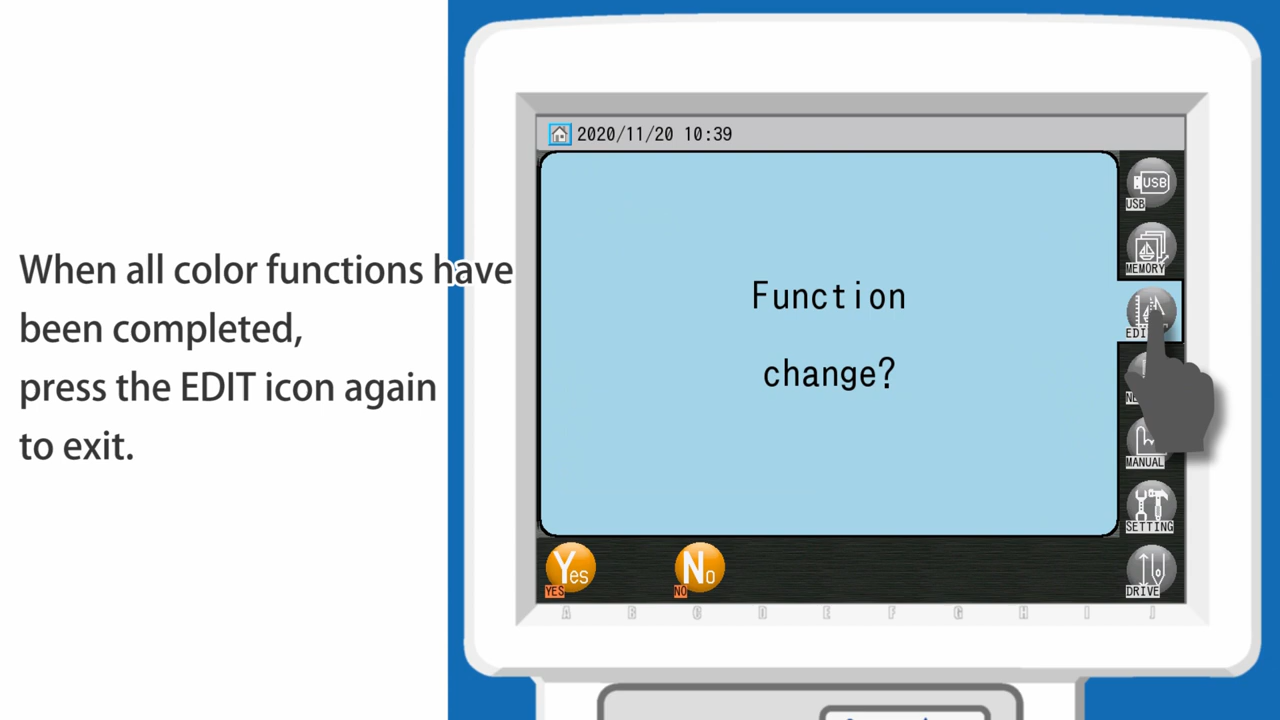 When all color functions have
been completed,
press the EDIT icon again
to exit.
2020/11/20 10:39
Function
change?
USB
USB
MEMORY
MANUAL
SETTING
DRIVE
Yes
YES
No
NO
A B C D E F G H I J